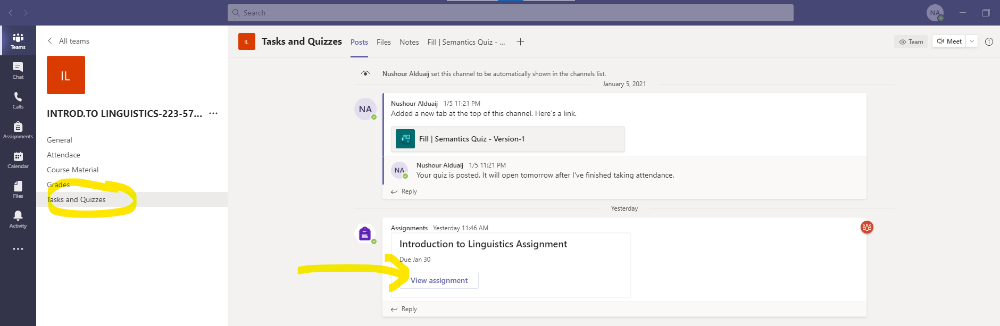 Search
NA
Teams
Chat
Calls
Assignments
Calendar
Files
Activity
All teams
IL
INTROD.TO LINGUISTICS-223-57...
General
Attendace
Course Material
Grades
Tasks and Quizzes
IL
Tasks and Quizzes
Posts
Files
Notes
Fill | Semantics Quiz - ...
Team
Meet
Nushour Alduaij set this channel to be automatically shown in the channels list.
January 5, 2021
NA
Nushour Alduaij 1/5 11:21 PM
Added a new tab at the top of this channel. Here's a link.
F
Fill | Semantics Quiz - Version-1
NA
Nushour Alduaij 1/5 11:21 PM
Your quiz is posted. It will open tomorrow after I've finished taking attendance.
Reply
Yesterday
Assignments Yesterday 11:46 AM
Introduction to Linguistics Assignment
Due Jan 30
View assignment
Reply